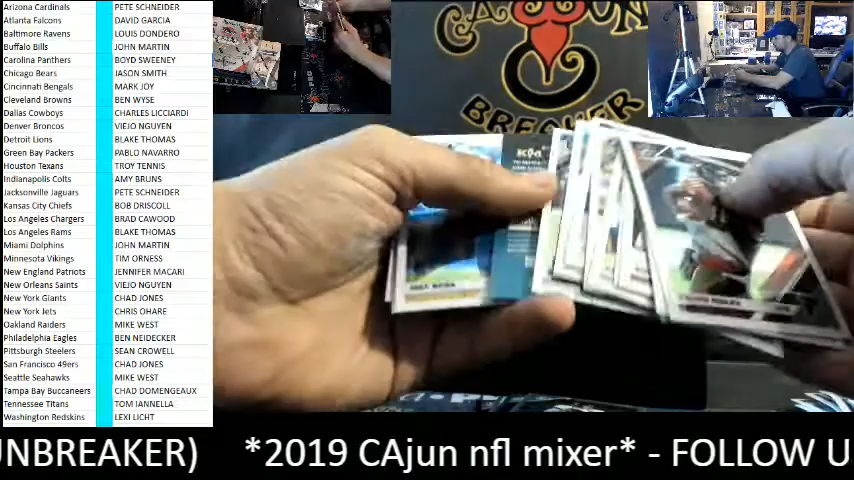 Arizona Cardinals PETE SCHNEIDER
Atlanta Falcons DAVID GARCIA
Baltimore Ravens LOUIS DONDERO
Buffalo Bills JOHN MARTIN
Carolina Panthers BOYD SWEENEY
Chicago Bears JASON SMITH
Cincinnati Bengals MARK JOY
Cleveland Browns BEN WYSE
Dallas Cowboys CHARLES LICCIARDI
Denver Broncos VIEJO NGUYEN
Detroit Lions BLAKE THOMAS
Green Bay Packers PABLO NAVARRO
Houston Texans TROY TENNIS
Indianapolis Colts AMY BRUNS
Jacksonville Jaguars PETE SCHNEIDER
Kansas City Chiefs BOB DRISCOLL
Los Angeles Chargers BRAD CAWOOD
Los Angeles Rams BLAKE THOMAS
Miami Dolphins JOHN MARTIN
Minnesota Vikings TIM ORNESS
New England Patriots JENNIFER MACARI
New Orleans Saints VIEJO NGUYEN
New York Giants CHAD JONES
New York Jets CHRIS OHARE
Oakland Raiders MIKE WEST
Philadelphia Eagles BEN NEIDECKER
Pittsburgh Steelers SEAN CROWELL
San Francisco 49ers CHAD JONES
Seattle Seahawks MIKE WEST
Tampa Bay Buccaneers CHAD DOMENGEAUX
Tennessee Titans TOM IANNELLA
Washington Redskins LEXI LICHT
CAJUN
BREAKER
UNBREAKER) *2019 CAjun nfl mixer* - FOLLOW U